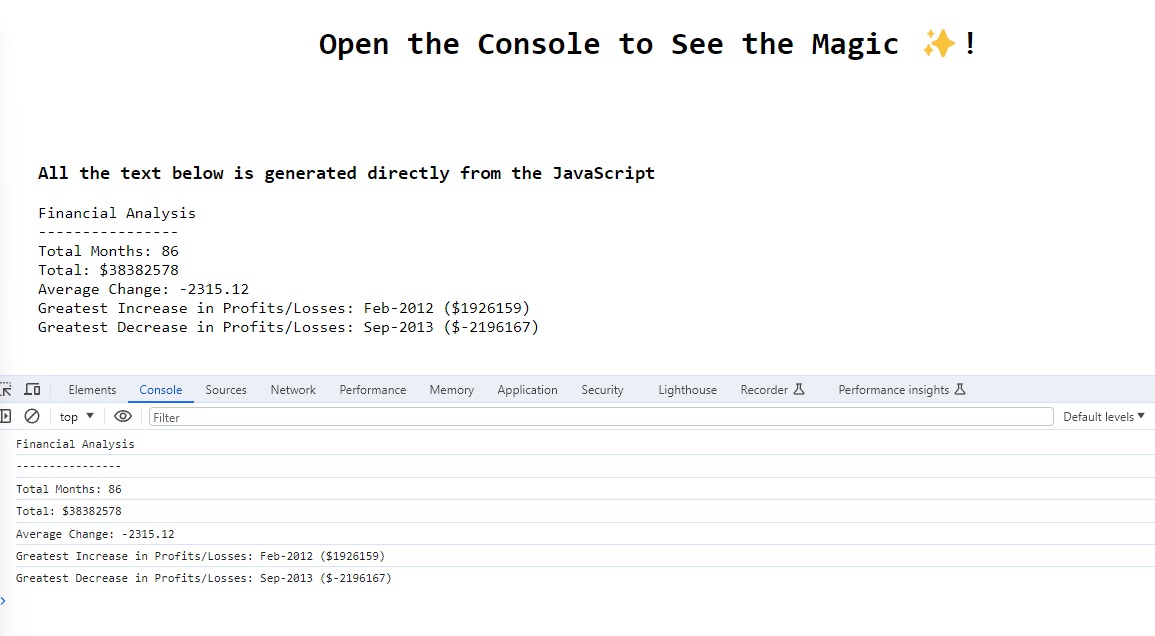 Open the Console to See the Magic ✨!
All the text below is generated directly from the JavaScript
Financial Analysis
----------------
Total Months: 86
Total: $38382578
Average Change: -2315.12
Greatest Increase in Profits/Losses: Feb-2012 ($1926159)
Greatest Decrease in Profits/Losses: Sep-2013 ($-2196167)
Elements Console Sources Network Performance Memory Application Security Lighthouse Recorder Performance insights
top ▼ Filter Default levels ▼
Financial Analysis
----------------
Total Months: 86
Total: $38382578
Average Change: -2315.12
Greatest Increase in Profits/Losses: Feb-2012 ($1926159)
Greatest Decrease in Profits/Losses: Sep-2013 ($-2196167)
>